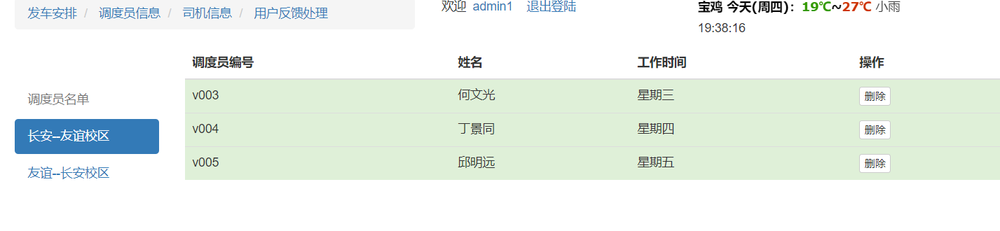 发车安排 / 调度员信息 / 司机信息 / 用户反馈处理
欢迎 admin1 退出登陆
宝鸡 今天(周四)：19℃~27℃ 小雨
19:38:16
调度员名单
长安--友谊校区
友谊--长安校区
调度员编号 姓名 工作时间 操作
v003 何文光 星期三 删除
v004 丁景同 星期四 删除
v005 邱明远 星期五 删除